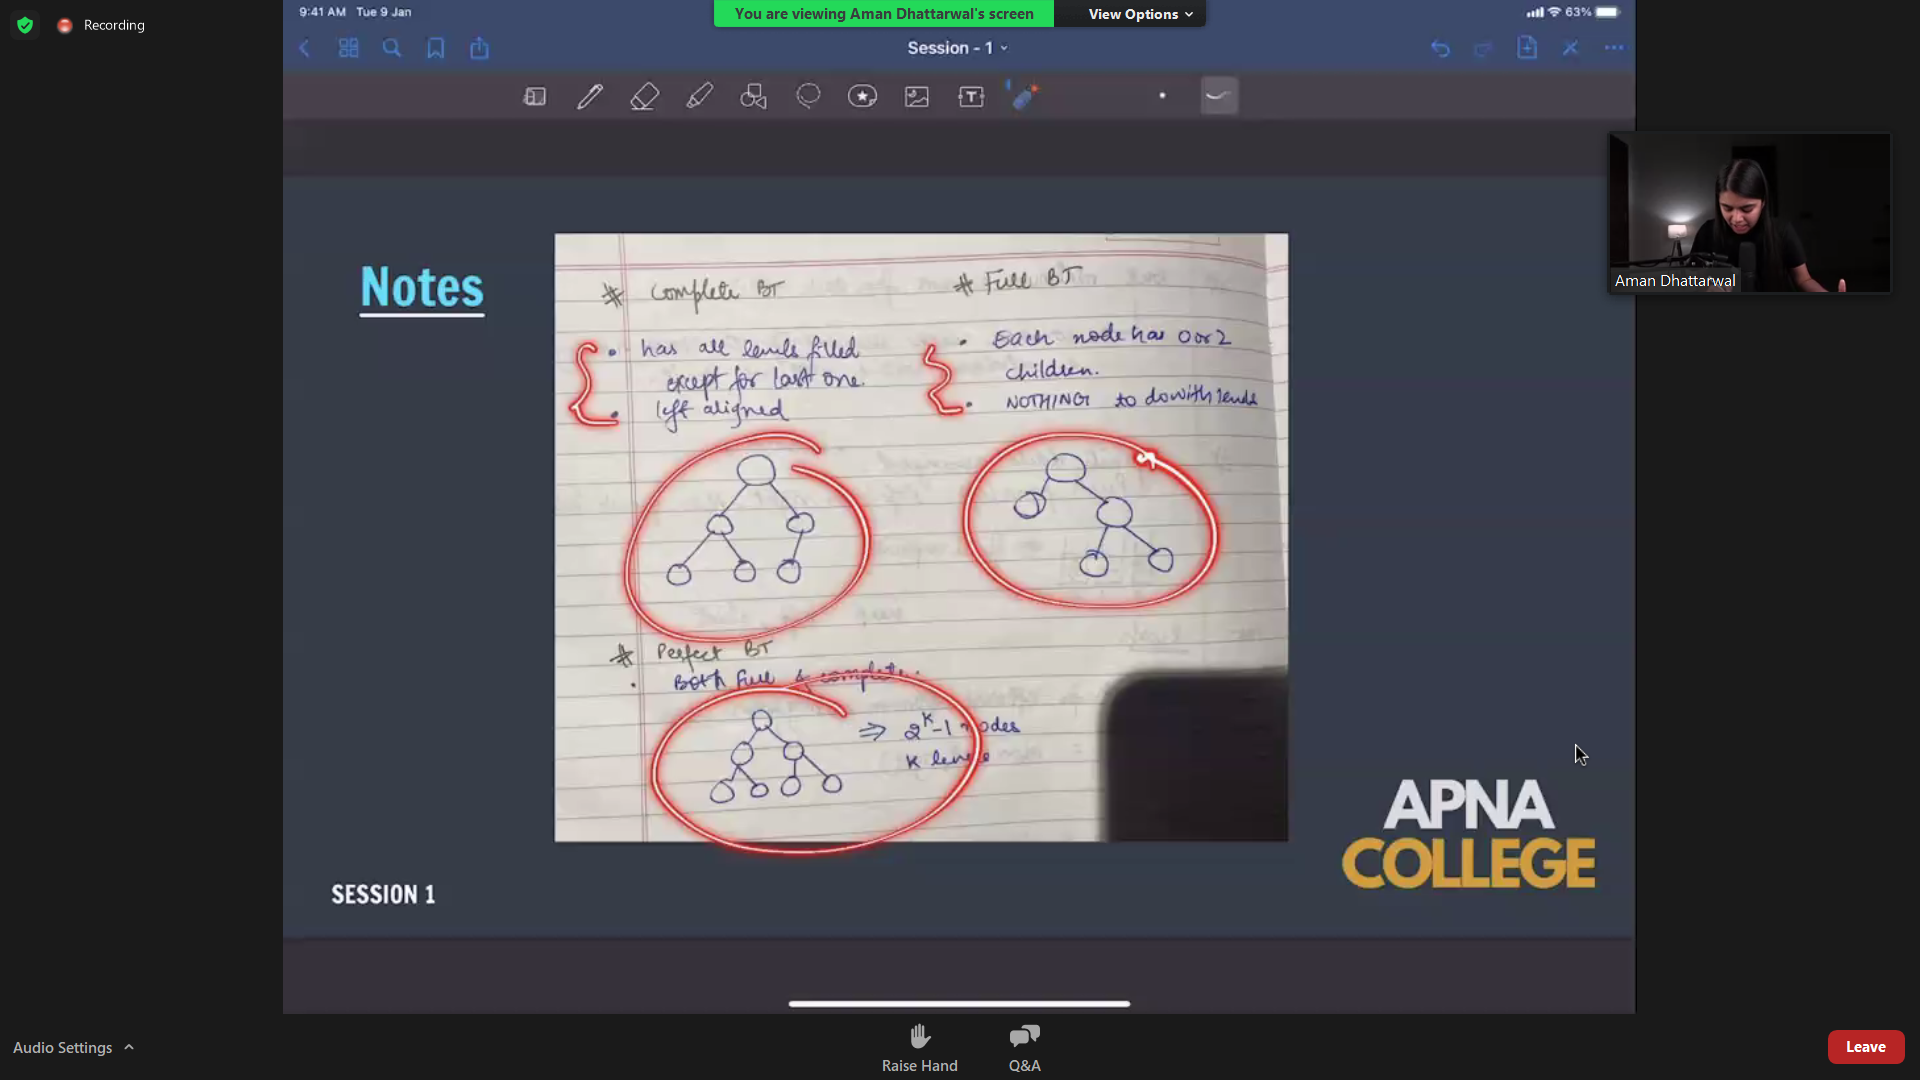 9:41 AM Tue 9 Jan
You are viewing Aman Dhattarwal's screen
View Options
63%
Recording
Session - 1
T
Aman Dhattarwal
Notes
# Complete BT
• has all levels filled
except for last one.
• left aligned
# Full BT
• Each node has 0 or 2
children.
• NOTHING to do with levels
# Perfect BT
• Both full & complete.
⇒ 2^k-1 nodes
k levels
APNA
COLLEGE
SESSION 1
Audio Settings
Raise Hand
Q&A
Leave